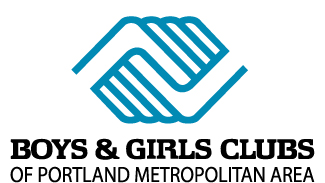 BOYS & GIRLS CLUBS
OF PORTLAND METROPOLITAN AREA